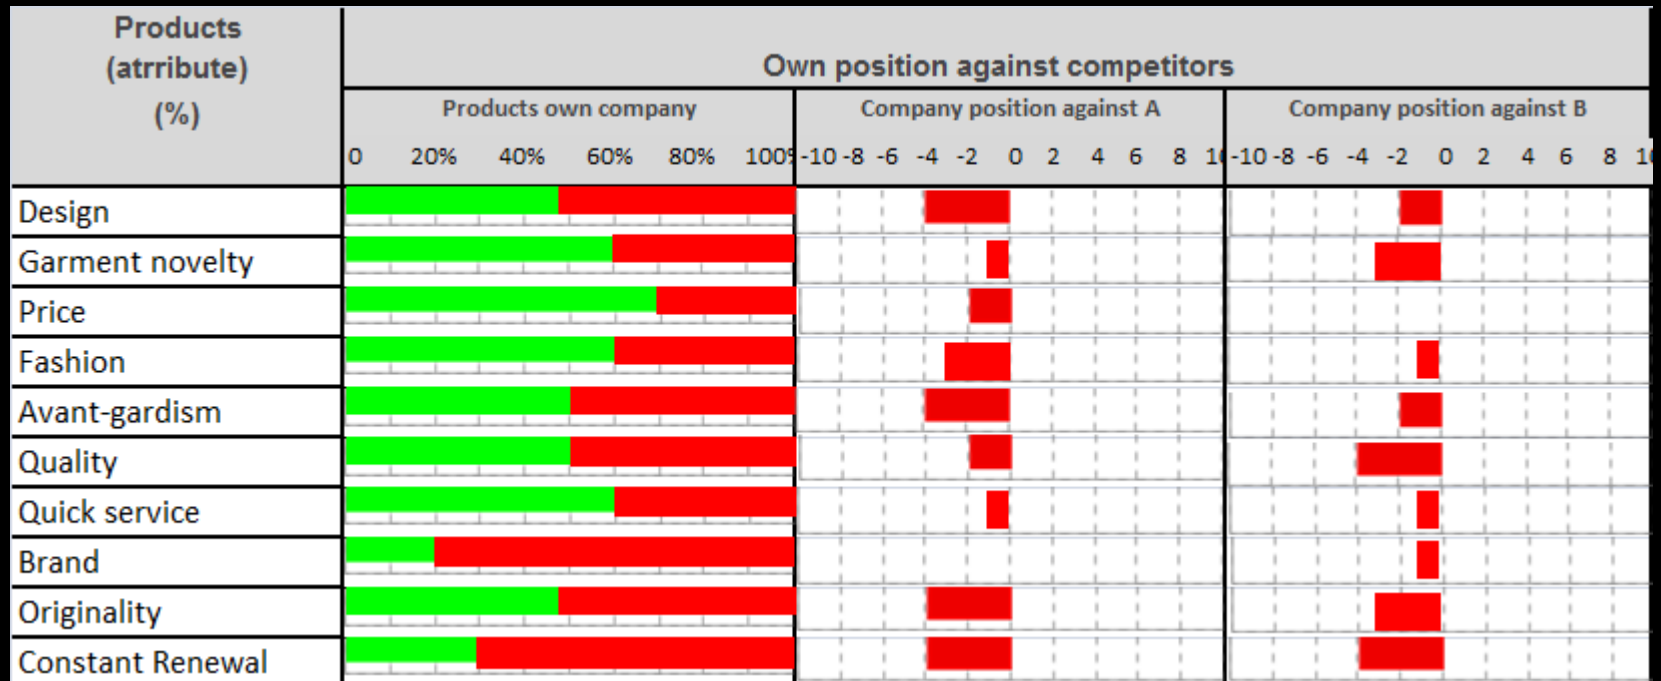 Products
(atrribute)
(%)
Own position against competitors
Products own company
Company position against A
Company position against B
0 20% 40% 60% 80% 100%
-10 -8 -6 -4 -2 0 2 4 6 8
-10 -8 -6 -4 -2 0 2 4 6 8
Design
Garment novelty
Price
Fashion
Avant-gardism
Quality
Quick service
Brand
Originality
Constant Renewal